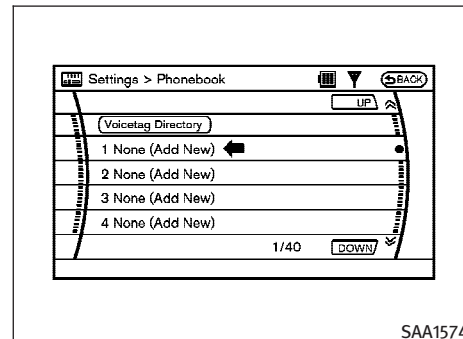 Settings > Phonebook BACK
UP
Voicetag Directory
1 None (Add New)
2 None (Add New)
3 None (Add New)
4 None (Add New)
1/40 DOWN
SAA1574